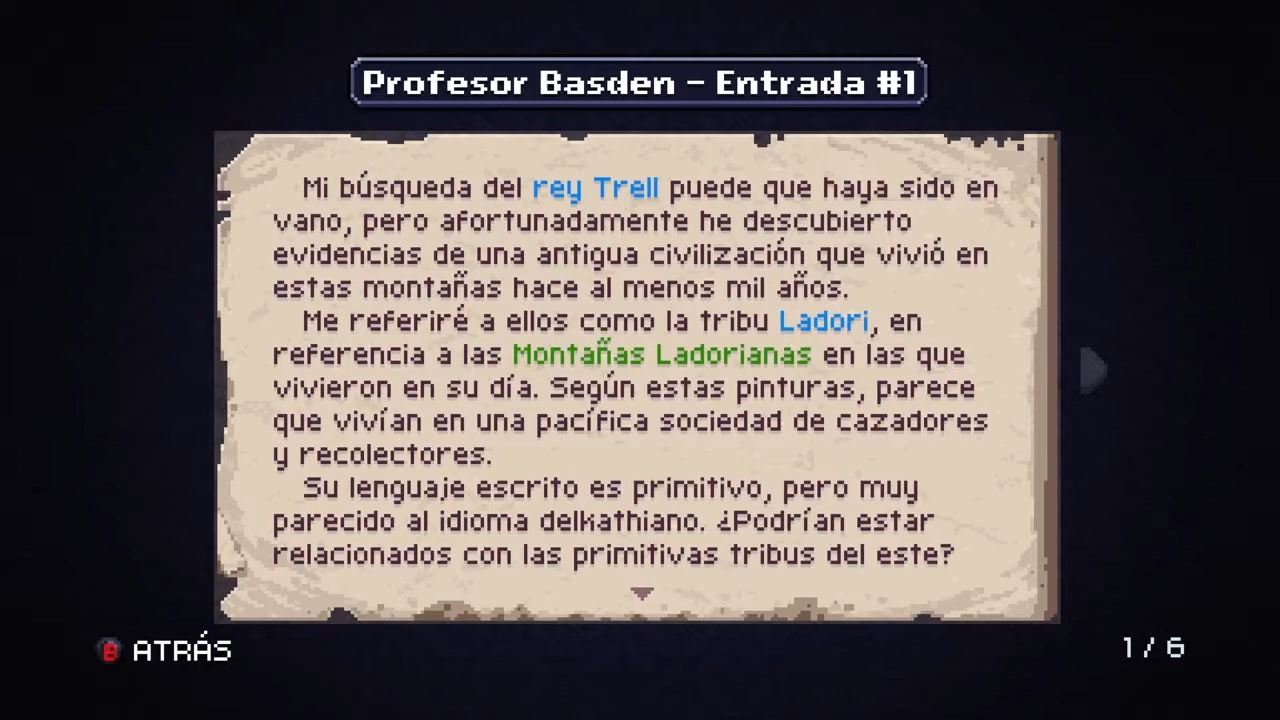 Profesor Basden - Entrada #1
Mi búsqueda del rey Trell puede que haya sido en
vano, pero afortunadamente he descubierto
evidencias de una antigua civilización que vivió en
estas montañas hace al menos mil años.
Me referiré a ellos como la tribu Ladori, en
referencia a las Montañas Ladorianas en las que
vivieron en su día. Según estas pinturas, parece
que vivían en una pacífica sociedad de cazadores
y recolectores.
Su lenguaje escrito es primitivo, pero muy
parecido al idioma delkathiano. ¿Podrían estar
relacionados con las primitivas tribus del este?
B ATRÁS
1 / 6